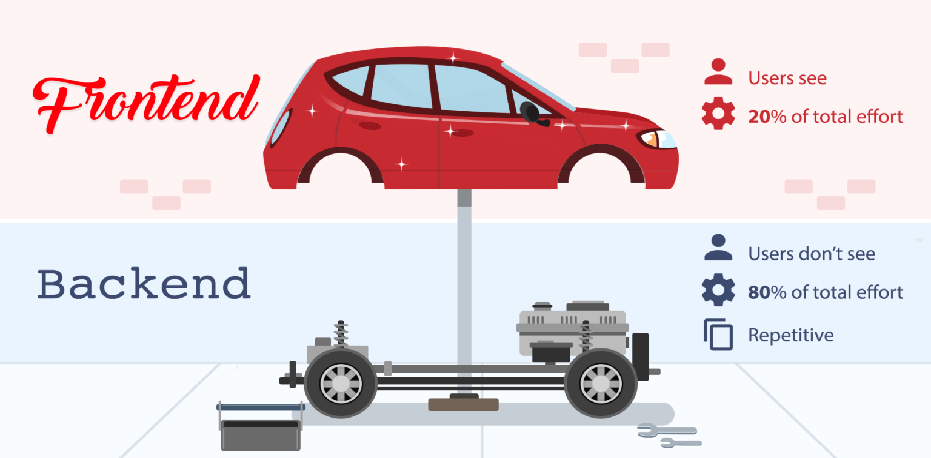 Frontend
Users see
20% of total effort
Backend
Users don't see
80% of total effort
Repetitive